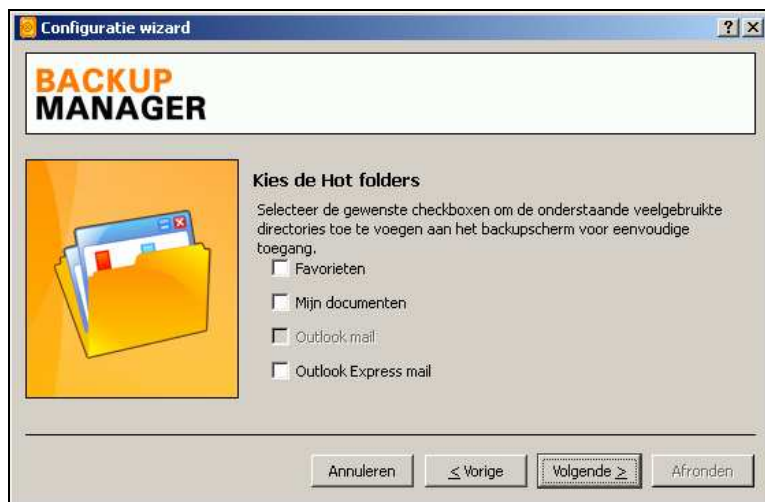 Configuratie wizard
BACKUP
MANAGER
Kies de Hot folders
Selecteer de gewenste checkboxen om de onderstaande veelgebruikte
directories toe te voegen aan het backupscherm voor eenvoudige
toegang.
Favorieten
Mijn documenten
Outlook mail
Outlook Express mail
Annuleren
< Vorige
Volgende >
Afronden